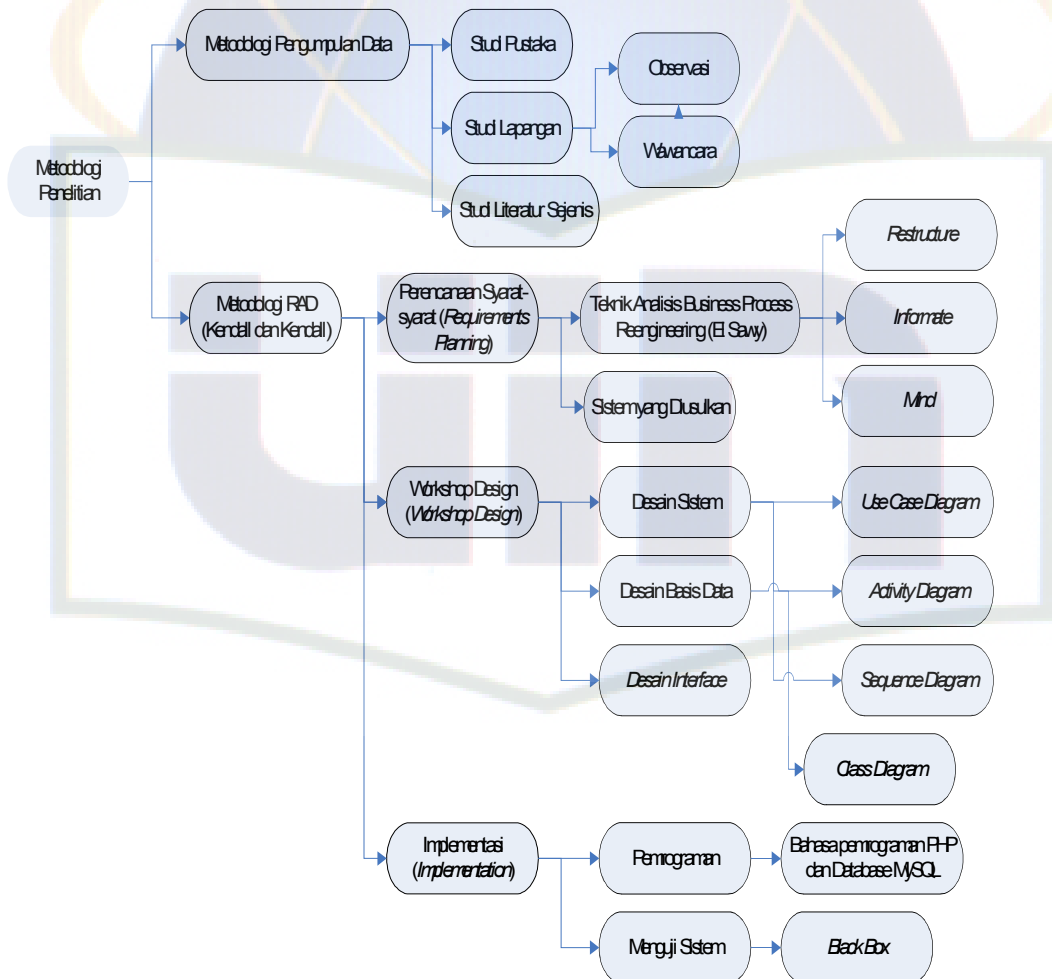 Metodologi Pengumpulan Data
Studi Pustaka
Observasi
Studi Lapangan
Wawancara
Metodologi
Penelitian
Studi Literatur Sejenis
Restructure
Metodologi RAD
(Kendall dan Kendall)
Perencanaan Syarat-
syarat (Requirements
Planning)
Teknik Analisis Business Process
Reengineering (El Sawy)
Informate
Mind
Sistem yang Diusulkan
Workshop Design
(Workshop Design)
Desain Sistem
Use Case Diagram
Desain Basis Data
Activity Diagram
Desain Interface
Sequence Diagram
Class Diagram
Implementasi
(Implementation)
Pemrograman
Bahasa pemrograman PHP
dan Database MySQL
Menguji Sistem
Black Box
uin